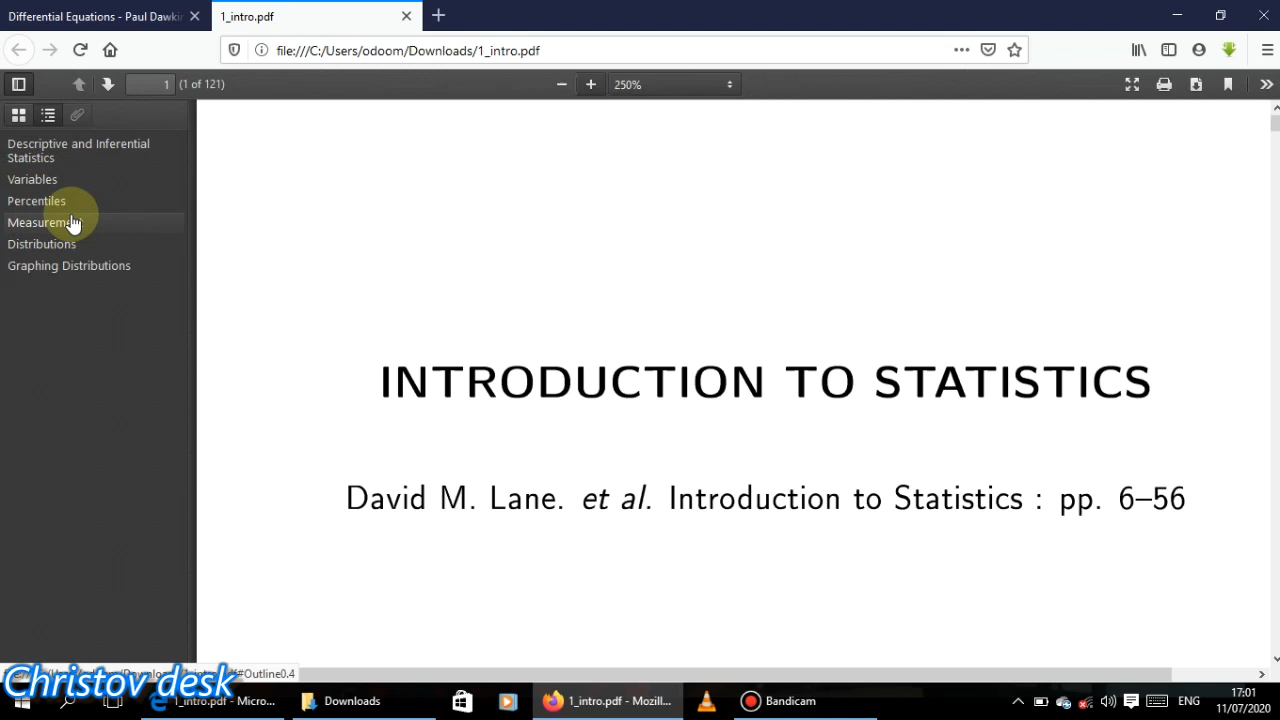 Differential Equations - Paul Dawkin
1_intro.pdf
file:///C:/Users/odoom/Downloads/1_intro.pdf
1 (1 of 121)
250%
Descriptive and Inferential
Statistics
Variables
Percentiles
Measurem
Distributions
Graphing Distributions
INTRODUCTION TO STATISTICS
David M. Lane. et al. Introduction to Statistics : pp. 6–56
#Outline0.4
Christov desk
1_intro.pdf - Micro...
Downloads
1_intro.pdf - Mozill...
Bandicam
ENG
17:01
11/07/2020